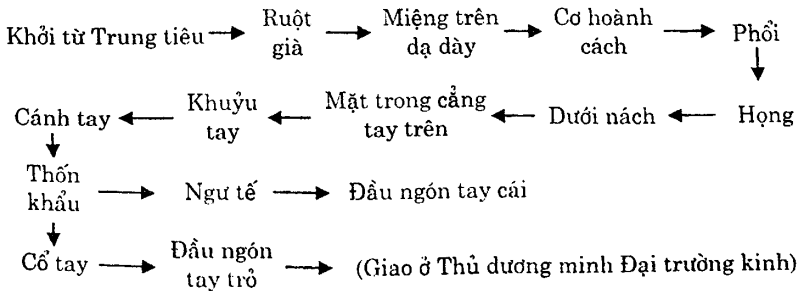 Khởi từ Trung tiêu → Ruột già → Miệng trên dạ dày → Cơ hoành cách → Phổi
Cánh tay ← Khuỷu tay ← Mặt trong cẳng tay trên ← Dưới nách ← Họng
Thốn khẩu → Ngư tế → Đầu ngón tay cái
Cổ tay → Đầu ngón tay trỏ → (Giao ở Thủ dương minh Đại trường kinh)